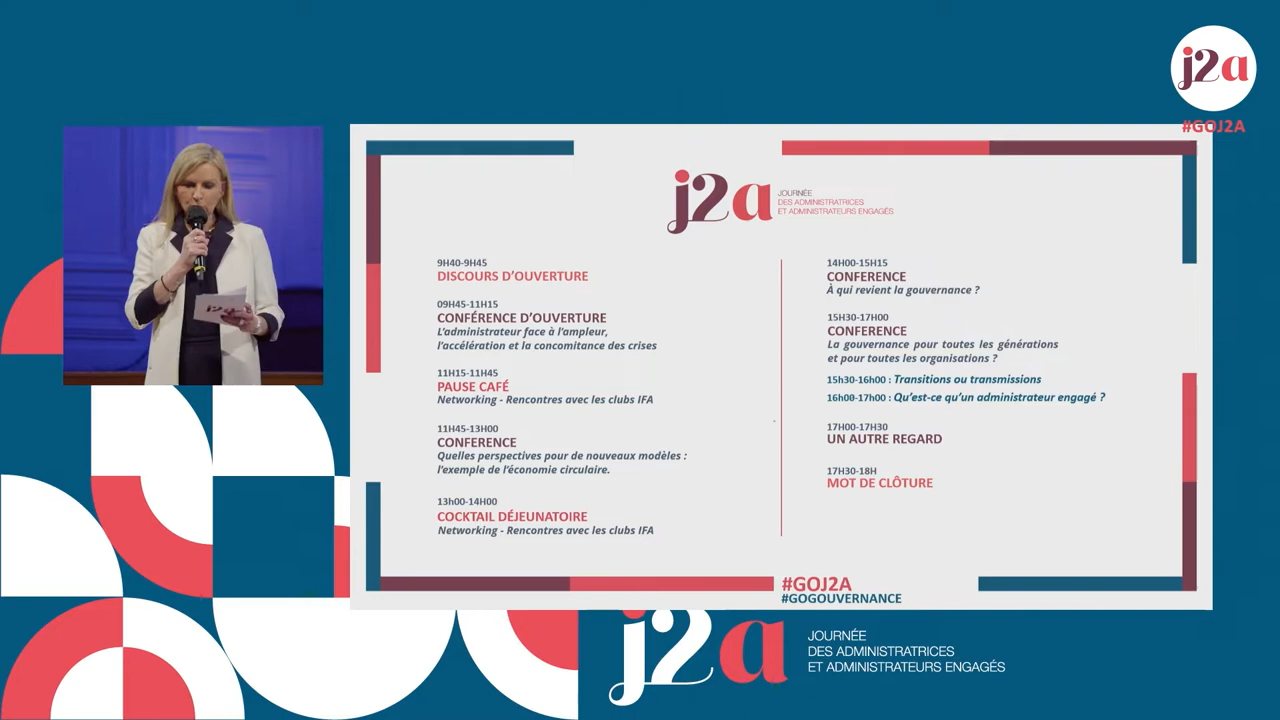 j2a
#GOJ2A
j2a
JOURNÉE
DES ADMINISTRATRICES
ET ADMINISTRATEURS ENGAGÉS
9H40-9H45
DISCOURS D'OUVERTURE
09H45-11H15
CONFÉRENCE D'OUVERTURE
L'administrateur face à l'ampleur,
l'accélération et la concomitance des crises
11H15-11H45
PAUSE CAFÉ
Networking - Rencontres avec les clubs IFA
11H45-13H00
CONFERENCE
Quelles perspectives pour de nouveaux modèles :
l'exemple de l'économie circulaire.
13h00-14H00
COCKTAIL DÉJEUNATOIRE
Networking - Rencontres avec les clubs IFA
14H00-15H15
CONFERENCE
À qui revient la gouvernance ?
15H30-17H00
CONFERENCE
La gouvernance pour toutes les générations
et pour toutes les organisations ?
15h30-16h00 : Transitions ou transmissions
16h00-17h00 : Qu'est-ce qu'un administrateur engagé ?
17H00-17H30
UN AUTRE REGARD
17H30-18H
MOT DE CLÔTURE
#GOJ2A
#GOGOUVERNANCE
j2a
j2a
JOURNÉE
DES ADMINISTRATRICES
ET ADMINISTRATEURS ENGAGÉS